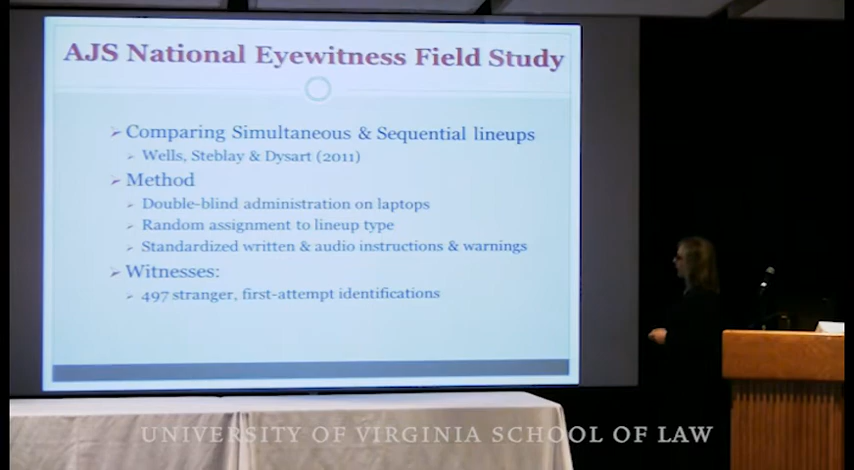 AJS National Eyewitness Field Study
Comparing Simultaneous & Sequential lineups
Wells, Steblay & Dysart (2011)
Method
Double-blind administration on laptops
Random assignment to lineup type
Standardized written & audio instructions & warnings
Witnesses:
497 stranger, first-attempt identifications
UNIVERSITY OF VIRGINIA SCHOOL OF LAW